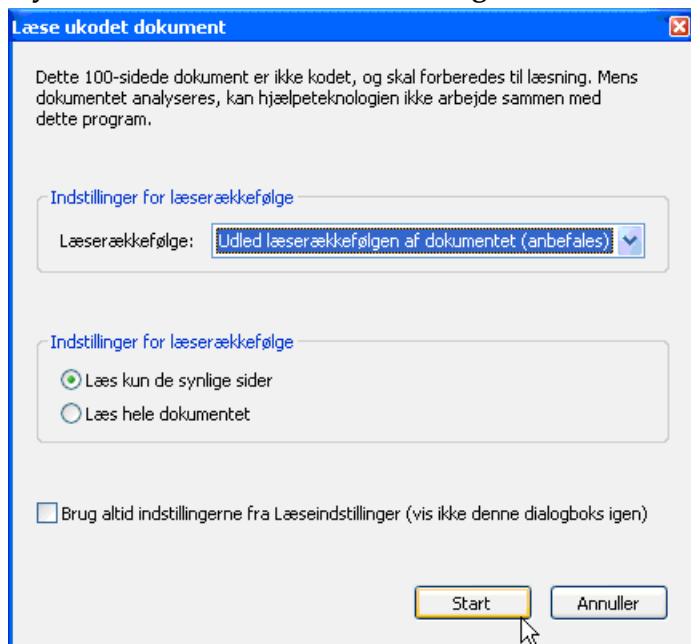 Læse ukodet dokument
Dette 100-sidede dokument er ikke kodet, og skal forberedes til læsning. Mens
dokumentet analyseres, kan hjælpeteknologien ikke arbejde sammen med
dette program.
Indstillinger for læserækkefølge
Læserækkefølge: Udled læserækkefølgen af dokumentet (anbefales)
Indstillinger for læserækkefølge
Læs kun de synlige sider
Læs hele dokumentet
Brug altid indstillingerne fra Læseindstillinger (vis ikke denne dialogboks igen)
Start Annuller